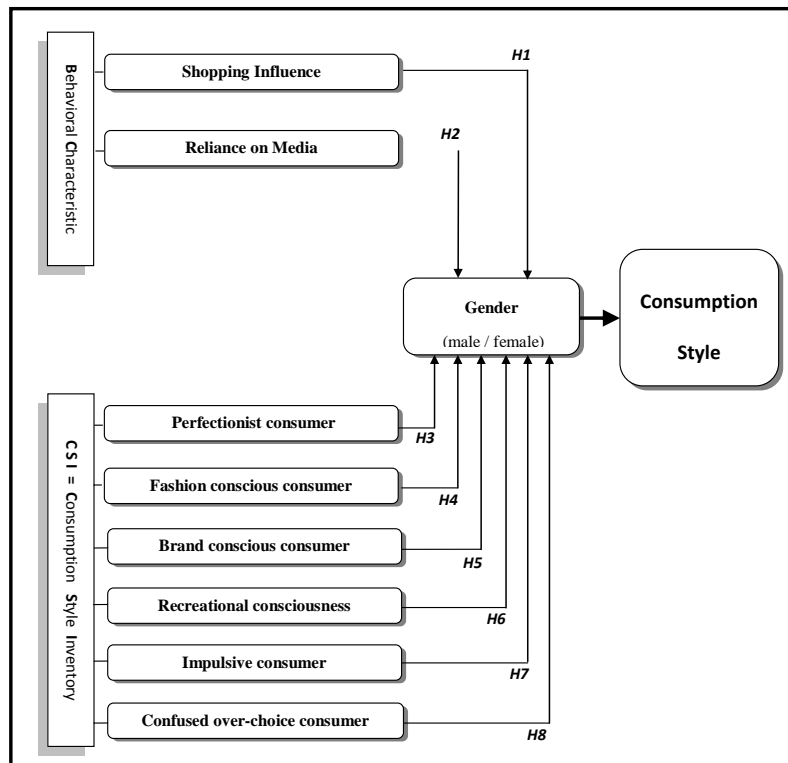 Behavioral Characteristic
Shopping Influence
H1
H2
Reliance on Media
Gender
(male / female)
Consumption
Style
CSI = Consumption Style Inventory
Perfectionist consumer
H3
Fashion conscious consumer
H4
Brand conscious consumer
H5
Recreational consciousness
H6
Impulsive consumer
H7
Confused over-choice consumer
H8